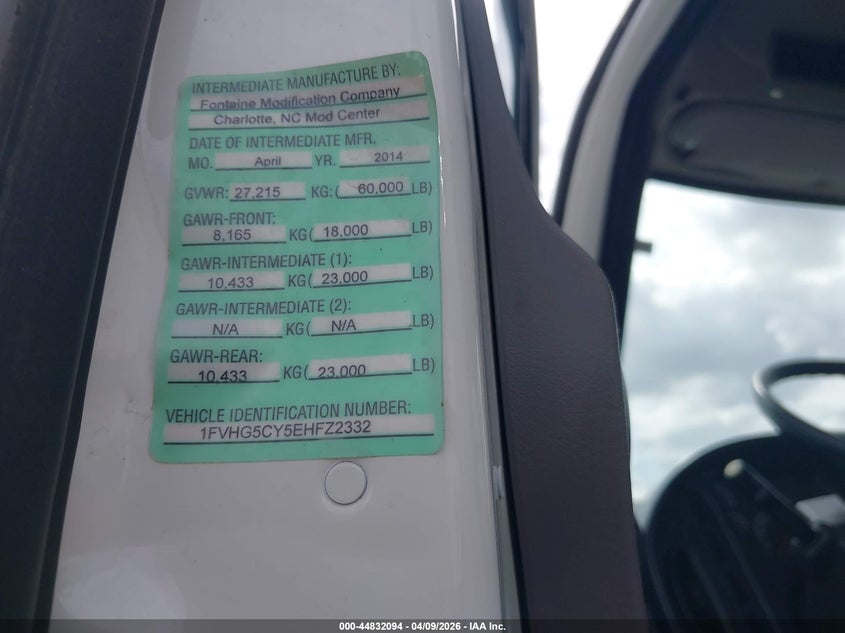 INTERMEDIATE MANUFACTURE BY:
Fontaine Modification Company
Charlotte, NC Mod Center
DATE OF INTERMEDIATE MFR.
MO. April YR. 2014
GVWR: 27,215 KG: ( 60,000 LB)
GAWR-FRONT:
8,165 KG ( 18,000 LB)
GAWR-INTERMEDIATE (1):
10,433 KG ( 23,000 LB)
GAWR-INTERMEDIATE (2):
N/A KG ( N/A LB)
GAWR-REAR:
10,433 KG ( 23,000 LB)
VEHICLE IDENTIFICATION NUMBER:
1FVHG5CY5EHFZ2332
000-44832094 - 04/09/2026 - IAA Inc.